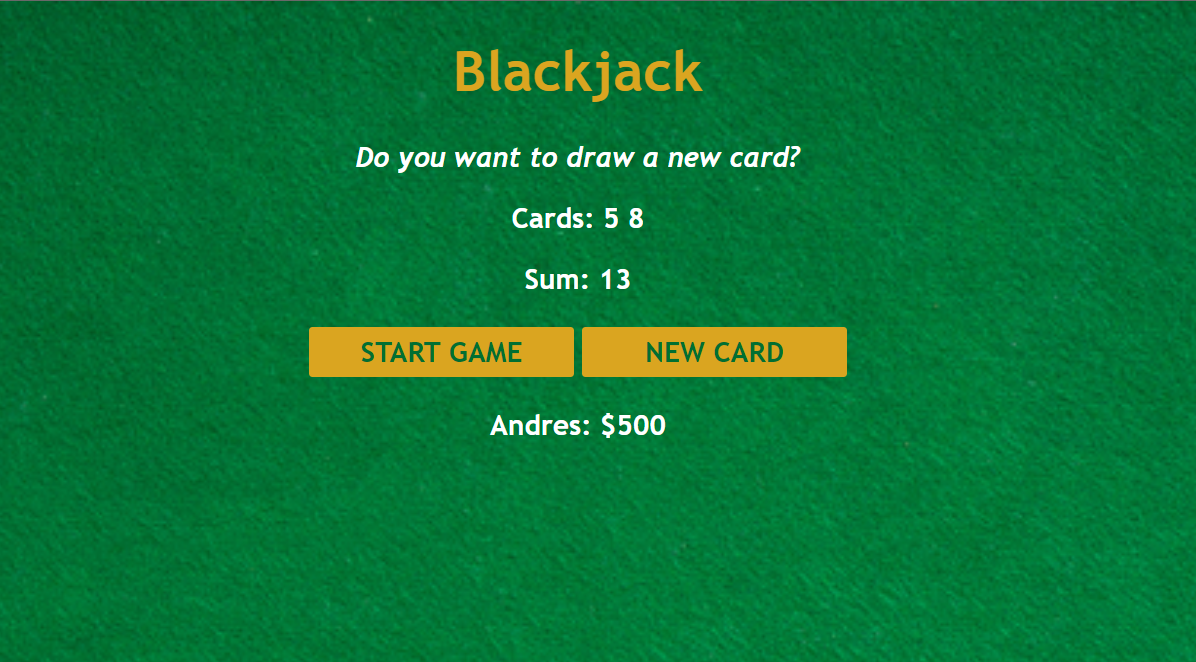 Blackjack
Do you want to draw a new card?
Cards: 5 8
Sum: 13
START GAME NEW CARD
Andres: $500